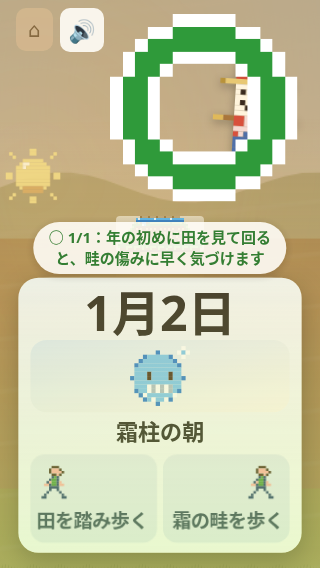 ○ 1/1：年の初めに田を見て回る
と、畦の傷みに早く気づけます
1月2日
霜柱の朝
田を踏み歩く
霜の畦を歩く